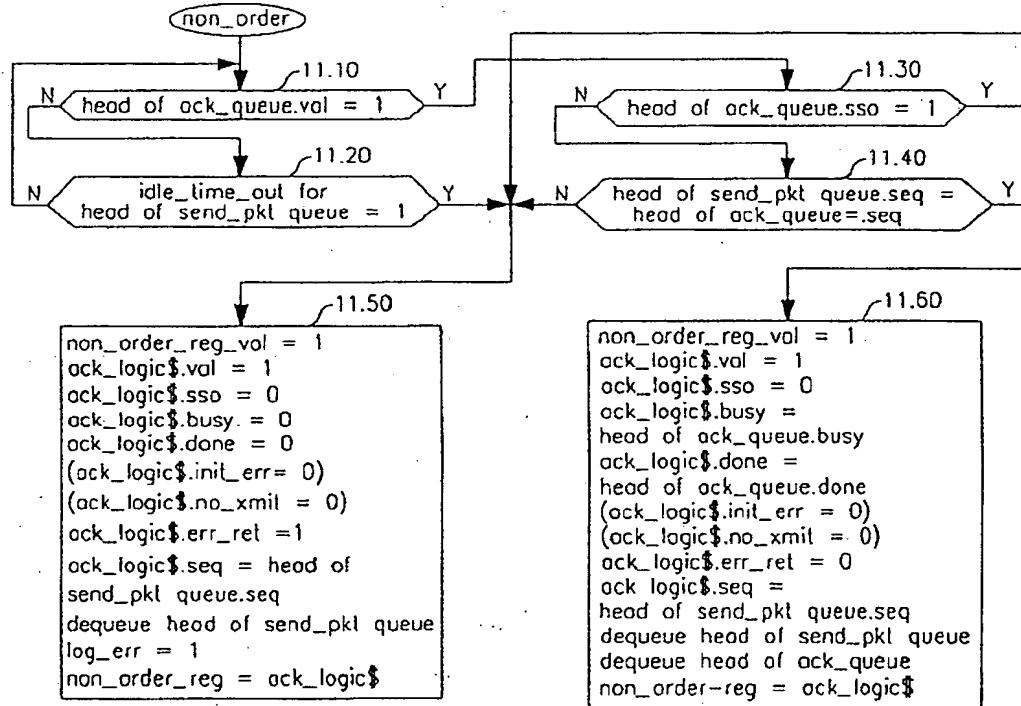 non_order
11.10
head of ack_queue.val = 1
N
Y
11.20
idle_time_out for
head of send_pkt queue = 1
N
Y
11.30
head of ack_queue.sso = 1
N
Y
11.40
head of send_pkt queue.seq =
head of ack_queue=.seq
N
Y
11.50
non_order_reg_val = 1
ack_logic$.val = 1
ack_logic$.sso = 0
ack_logic$.busy. = 0
ack_logic$.done = 0
(ack_logic$.init_err= 0)
(ack_logic$.no_xmit = 0)
ack_logic$.err_ret =1
ack_logic$.seq = head of
send_pkt queue.seq
dequeue head of send_pkt queue
log_err = 1
non_order_reg = ack_logic$
11.60
non_order_reg_val = 1
ack_logic$.val = 1
ack_logic$.sso = 0
ack_logic$.busy =
head of ack_queue.busy
ack_logic$.done =
head of ack_queue.done
(ack_logic$.init_err = 0)
(ack_logic$.no_xmit = 0)
ack_logic$.err_ret = 0
ack logic$.seq =
head of send_pkt queue.seq
dequeue head of send_pkt queue
dequeue head of ack_queue
non_order-reg = ack_logic$